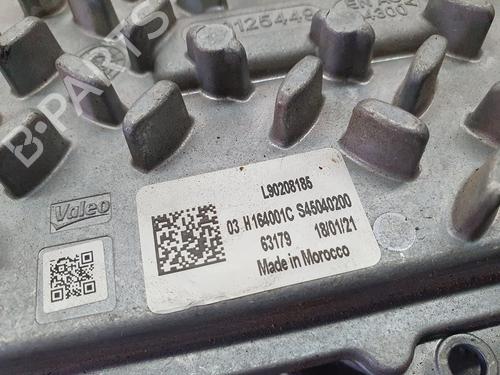 L90208185
03 H164001C S45040200
63179 18/01/21
Made in Morocco
Valeo
B-PARTS